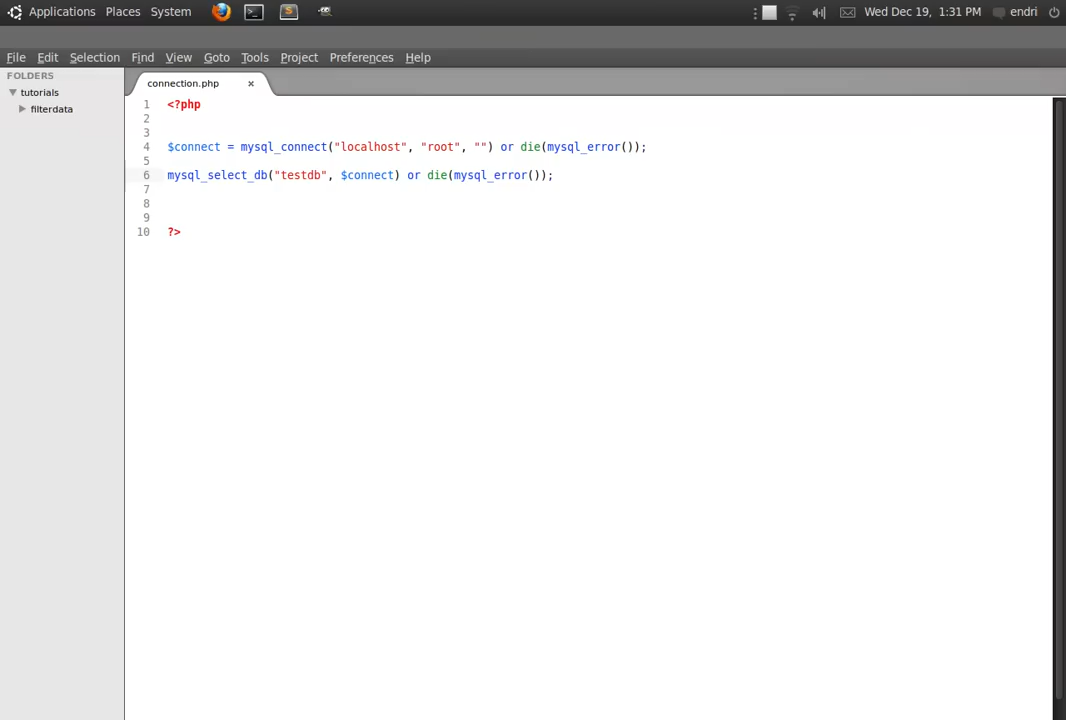 Applications Places System Wed Dec 19, 1:31 PM endri
File Edit Selection Find View Goto Tools Project Preferences Help
FOLDERS
tutorials
filterdata
connection.php ×
1 <?php
2
3
4 $connect = mysql_connect("localhost", "root", "") or die(mysql_error());
5
6 mysql_select_db("testdb", $connect) or die(mysql_error());
7
8
9
10 ?>